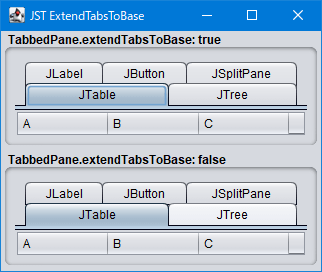 JST ExtendTabsToBase
TabbedPane.extendTabsToBase: true
JLabel JButton JSplitPane
JTable JTree
A B C
TabbedPane.extendTabsToBase: false
JLabel JButton JSplitPane
JTable JTree
A B C